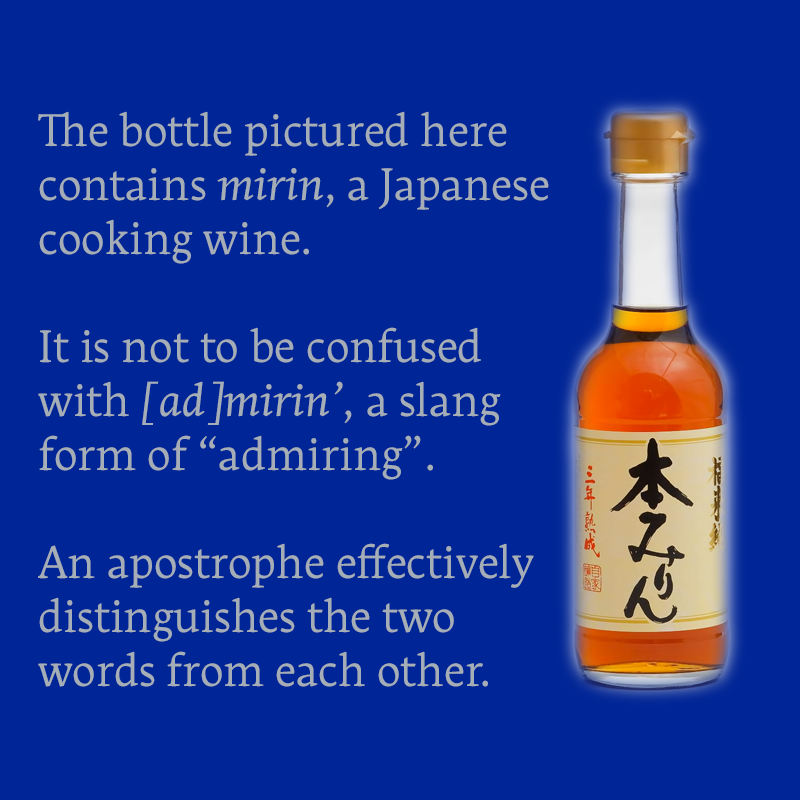 The bottle pictured here
contains mirin, a Japanese
cooking wine.
It is not to be confused
with [ad]mirin’, a slang
form of “admiring”.
An apostrophe effectively
distinguishes the two
words from each other.
本みりん
三年熟成